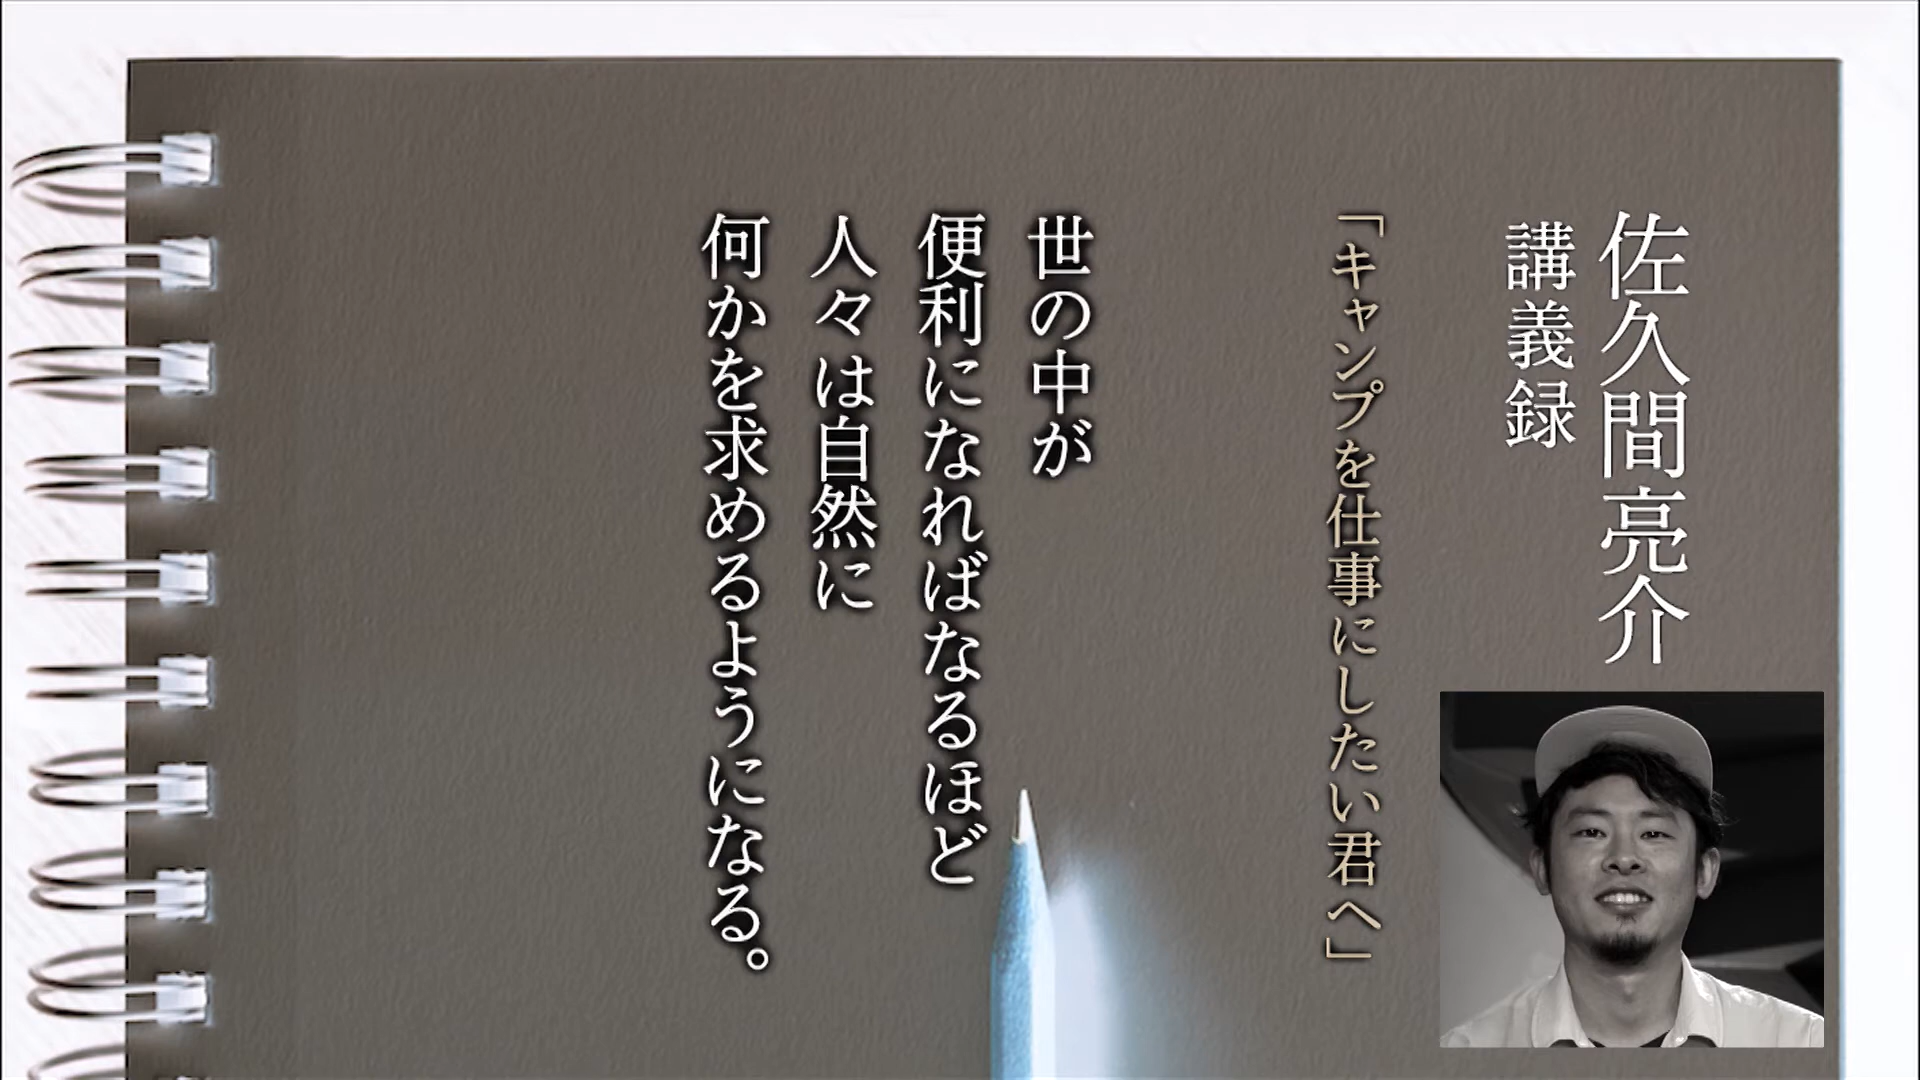 佐久間亮介
講義録
「キャンプを仕事にしたい君へ」
世の中が
便利になればなるほど
人々は自然に
何かを求めるようになる。